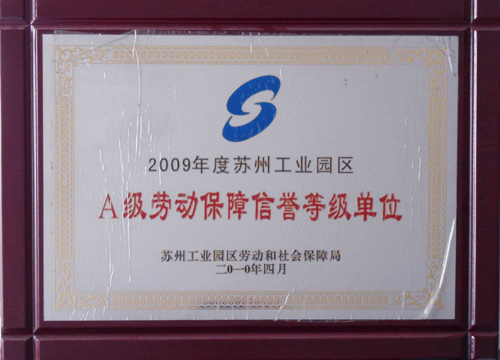 2009年度苏州工业园区
A级劳动保障信誉等级单位
苏州工业园区劳动和社会保障局
二〇一〇年四月